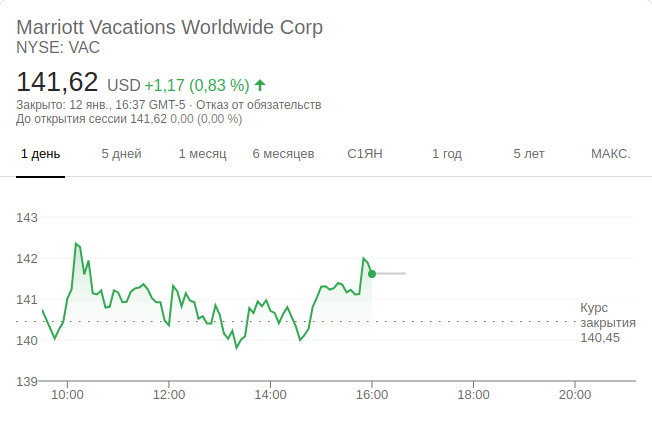 Marriott Vacations Worldwide Corp
NYSE: VAC
141,62 USD +1,17 (0,83 %)
Закрыто: 12 янв., 16:37 GMT-5 · Отказ от обязательств
До открытия сессии 141,62 0,00 (0,00 %)
1 день 5 дней 1 месяц 6 месяцев С1ЯН 1 год 5 лет МАКС.
143
142
141
Курс
закрытия
140,45
140
139
10:00 12:00 14:00 16:00 18:00 20:00